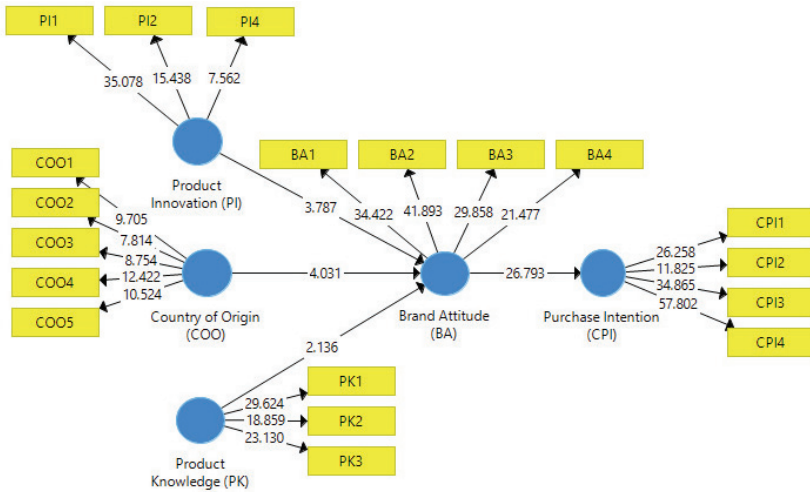 PI1
PI2
PI4
35.078
15.438
7.562
Product
Innovation (PI)
BA1
BA2
BA3
BA4
34.422
41.893
29.858
21.477
3.787
COO1
COO2
COO3
COO4
COO5
9.705
7.814
8.754
12.422
10.524
Country of Origin
(COO)
4.031
Brand Attitude
(BA)
26.793
Purchase Intention
(CPI)
26.258
11.825
34.865
57.802
CPI1
CPI2
CPI3
CPI4
2.136
PK1
PK2
PK3
29.624
18.859
23.130
Product
Knowledge (PK)